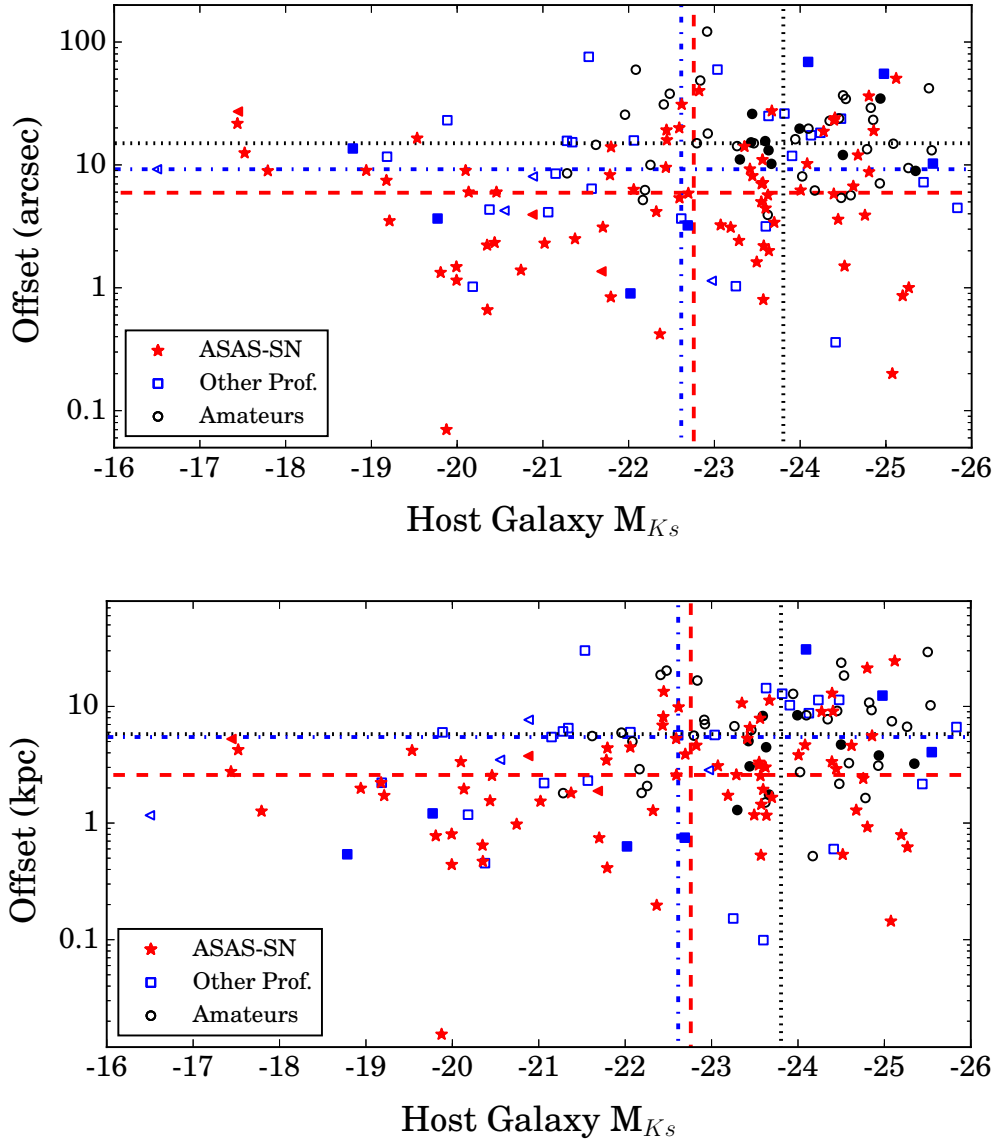 100
10
1
0.1
Offset (arcsec)
ASAS-SN
Other Prof.
Amateurs
-16 -17 -18 -19 -20 -21 -22 -23 -24 -25 -26
Host Galaxy M_{Ks}
10
1
0.1
Offset (kpc)
ASAS-SN
Other Prof.
Amateurs
-16 -17 -18 -19 -20 -21 -22 -23 -24 -25 -26
Host Galaxy M_{Ks}